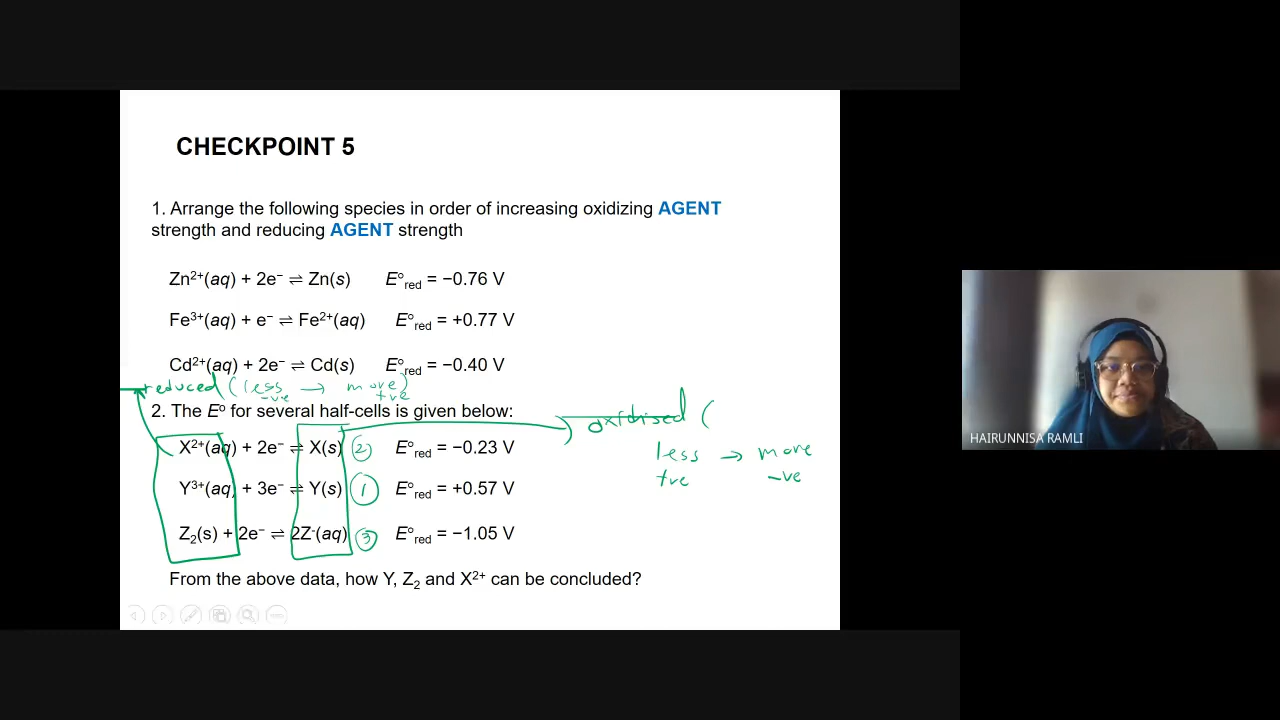 CHECKPOINT 5
1. Arrange the following species in order of increasing oxidizing AGENT
strength and reducing AGENT strength
Zn²⁺(aq) + 2e⁻ ⇌ Zn(s) E°red = −0.76 V
Fe³⁺(aq) + e⁻ ⇌ Fe²⁺(aq) E°red = +0.77 V
Cd²⁺(aq) + 2e⁻ ⇌ Cd(s) E°red = −0.40 V
reduced (less → more)
-ve +ve
2. The E° for several half-cells is given below:
oxidised (
X²⁺(aq) + 2e⁻ ⇌ X(s) ② E°red = −0.23 V
less → more
+ve -ve
Y³⁺(aq) + 3e⁻ ⇌ Y(s) ① E°red = +0.57 V
Z₂(s) + 2e⁻ ⇌ 2Z⁻(aq) ③ E°red = −1.05 V
From the above data, how Y, Z₂ and X²⁺ can be concluded?
HAIRUNNISA RAMLI